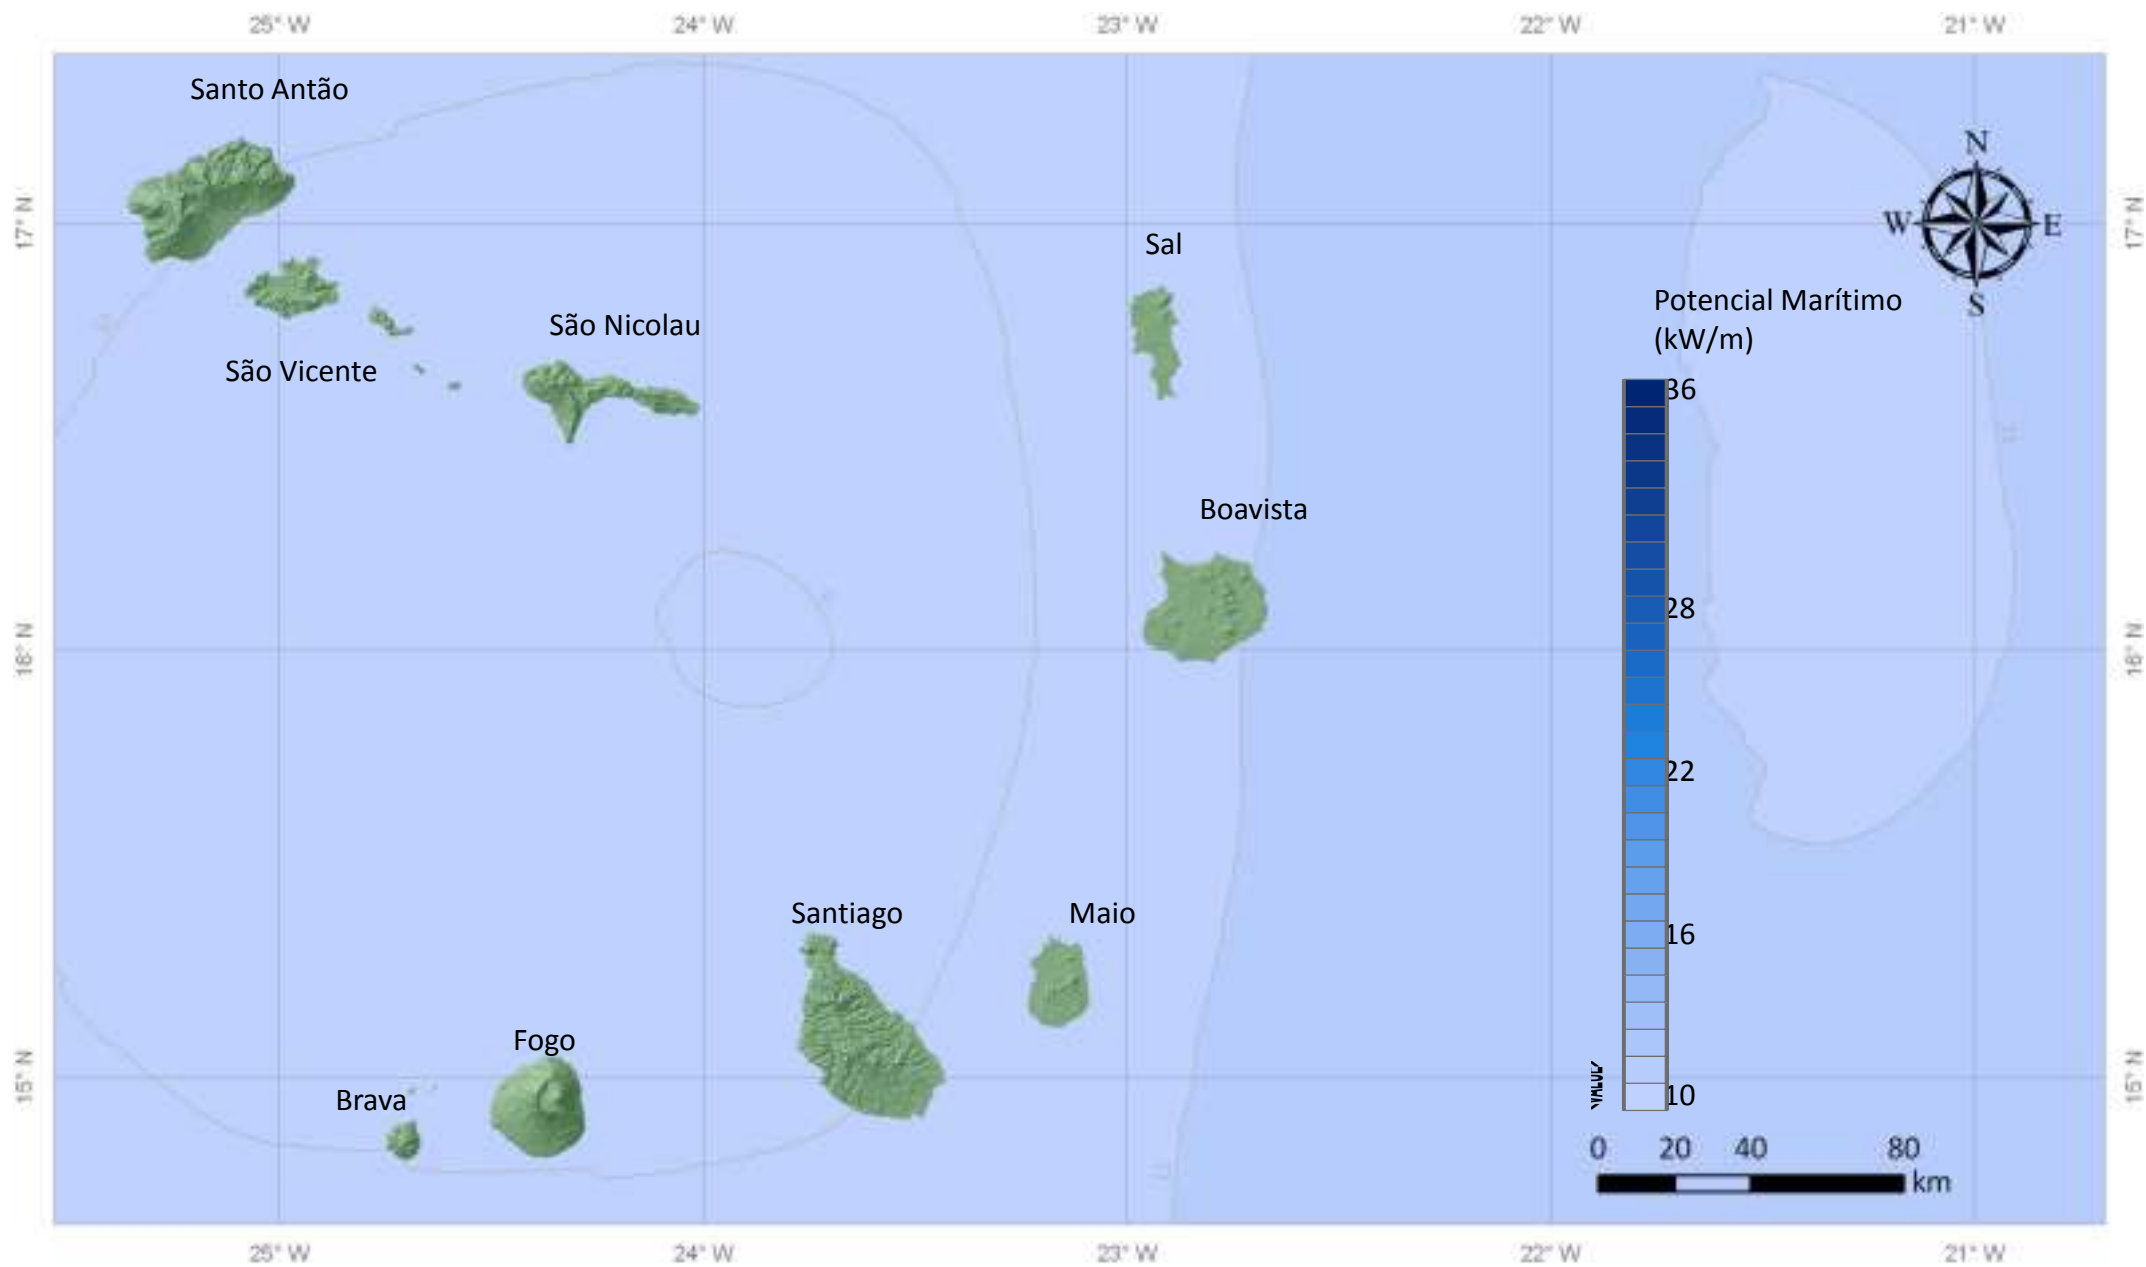 25° W 24° W 23° W 22° W 21° W
Santo Antão
N
17° N
W E
17° N
Sal
S
Potencial Marítimo
(kW/m)
São Nicolau
São Vicente
36
Boavista
28
16° N
16° N
22
Santiago
Maio
16
Fogo
15° N
15° N
Brava
10
0 20 40 80
km
25° W 24° W 23° W 22° W 21° W